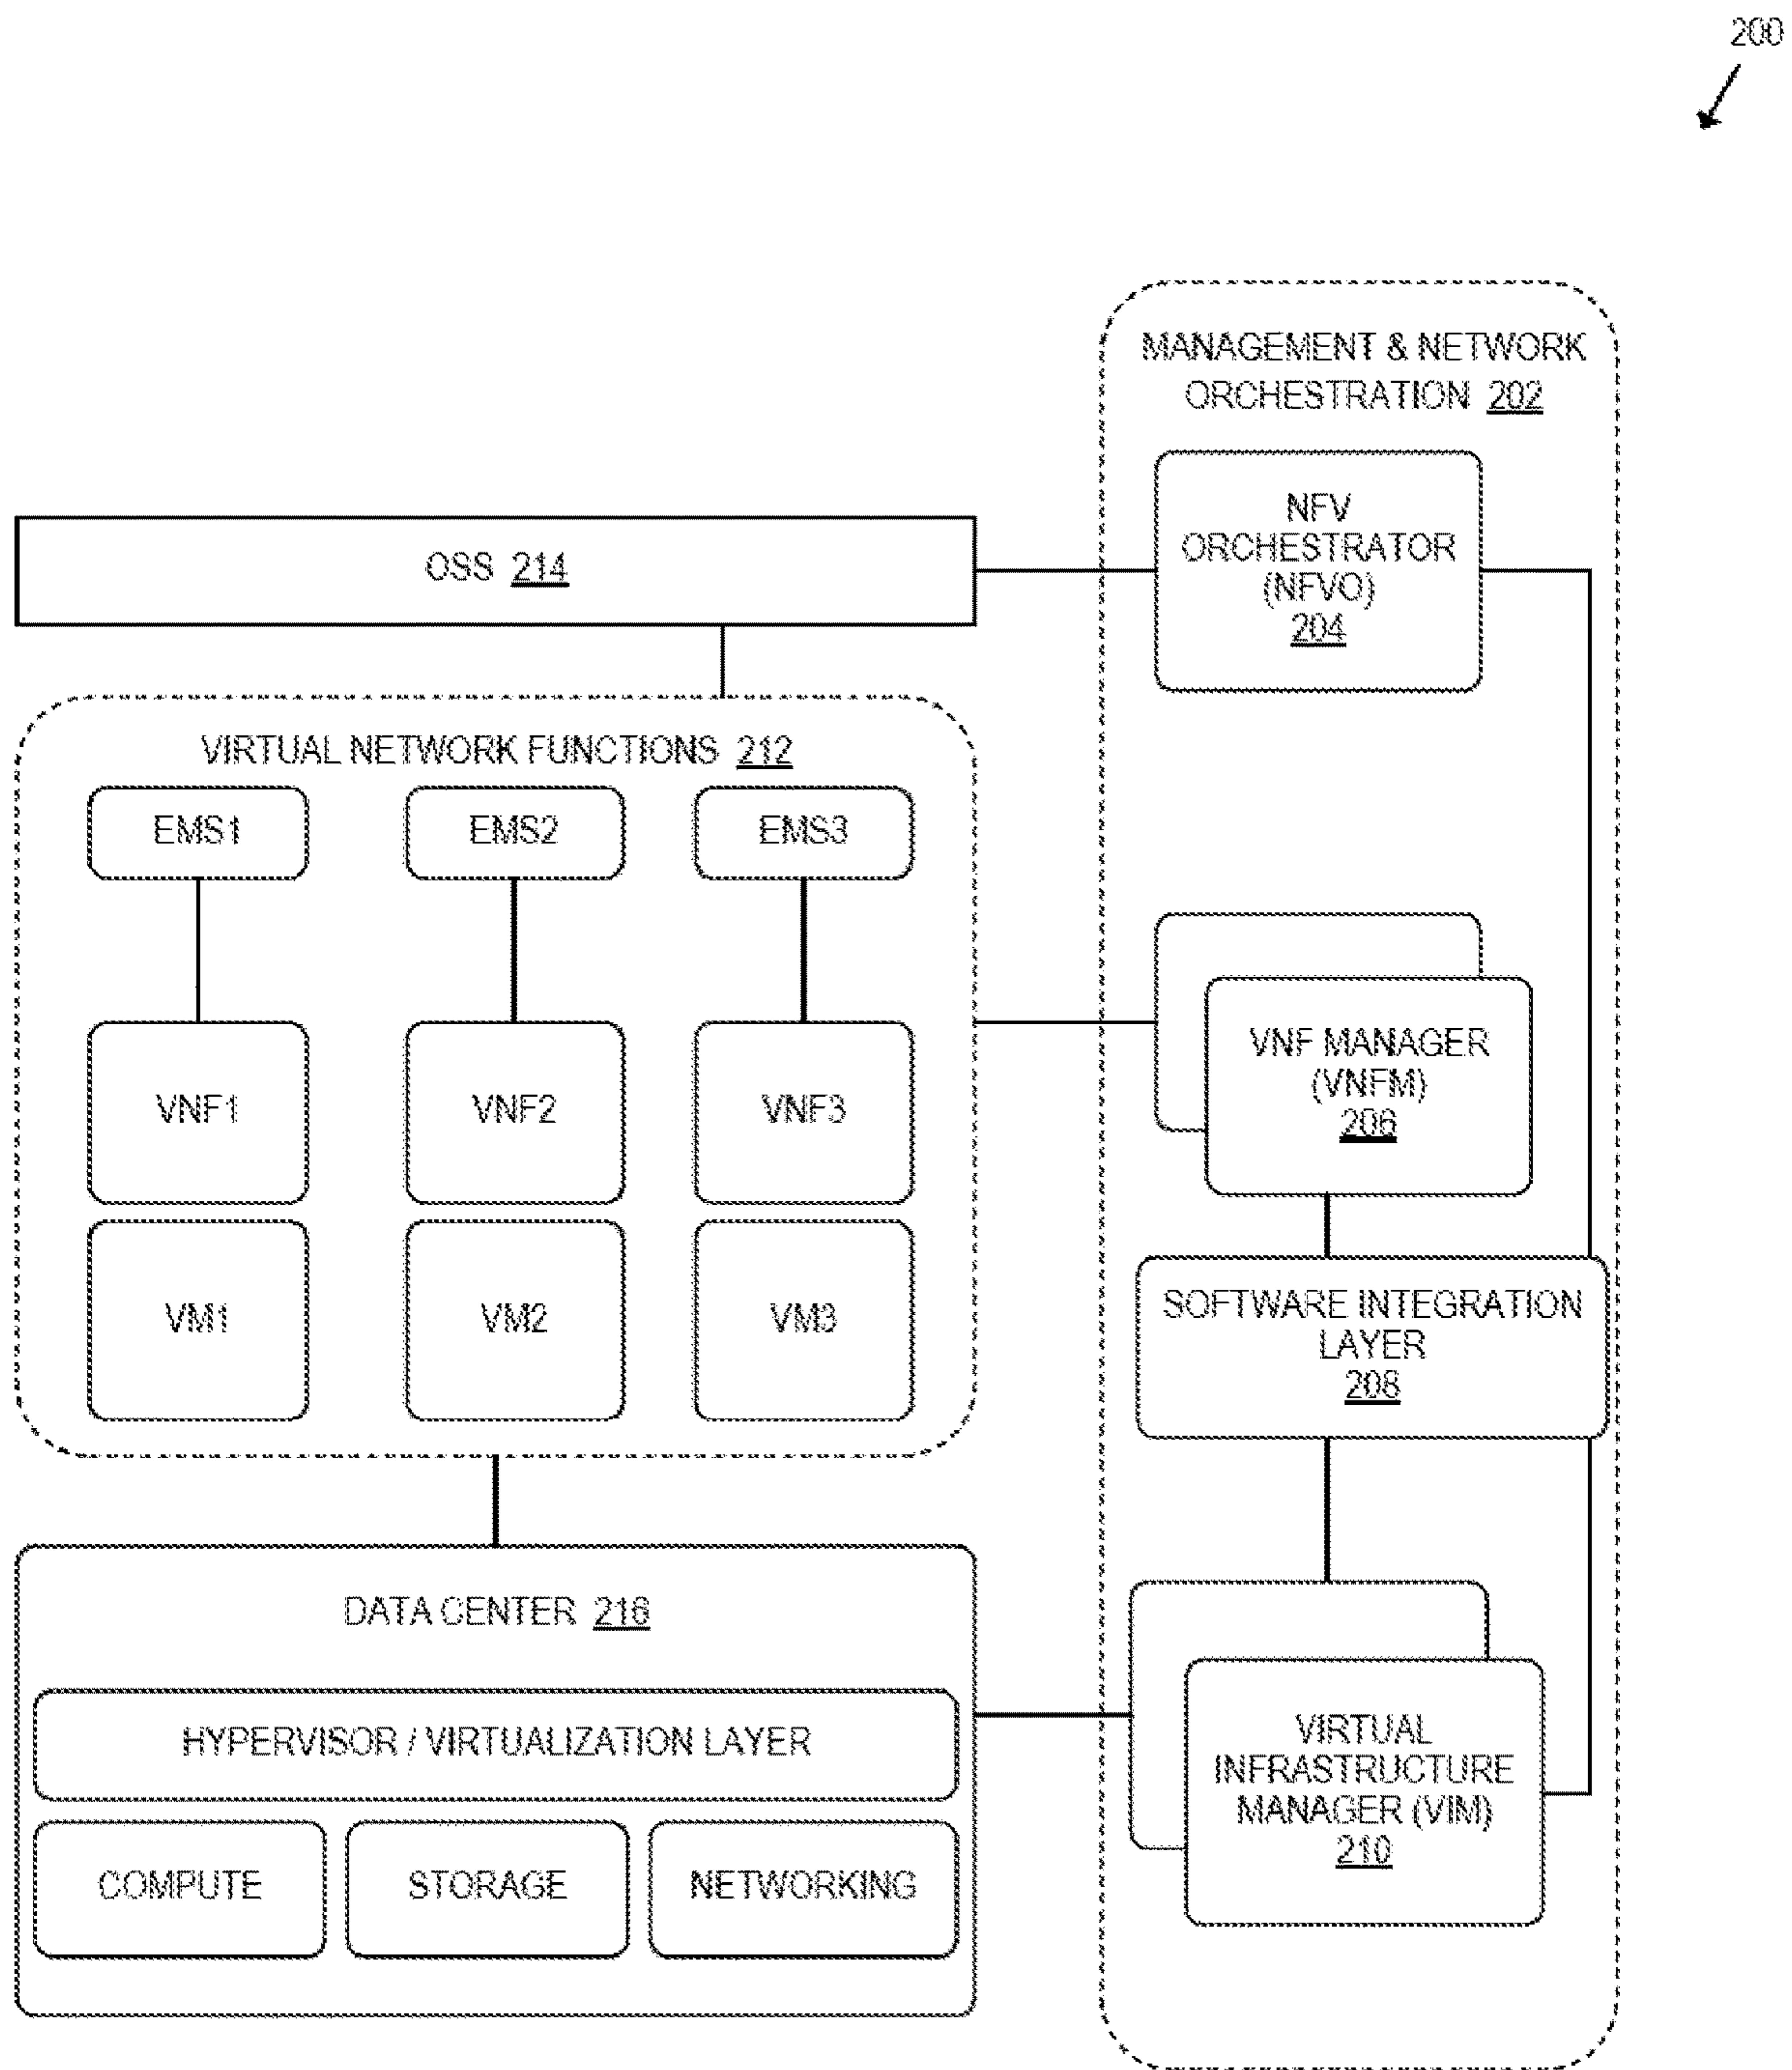 200
MANAGEMENT & NETWORK
ORCHESTRATION 202
NFV
ORCHESTRATOR
(NFVO)
204
OSS 214
VIRTUAL NETWORK FUNCTIONS 212
EMS1
EMS2
EMS3
VNF1
VNF2
VNF3
VM1
VM2
VM3
VNF MANAGER
(VNFM)
206
SOFTWARE INTEGRATION
LAYER
208
DATA CENTER 216
HYPERVISOR / VIRTUALIZATION LAYER
COMPUTE
STORAGE
NETWORKING
VIRTUAL
INFRASTRUCTURE
MANAGER (VIM)
210